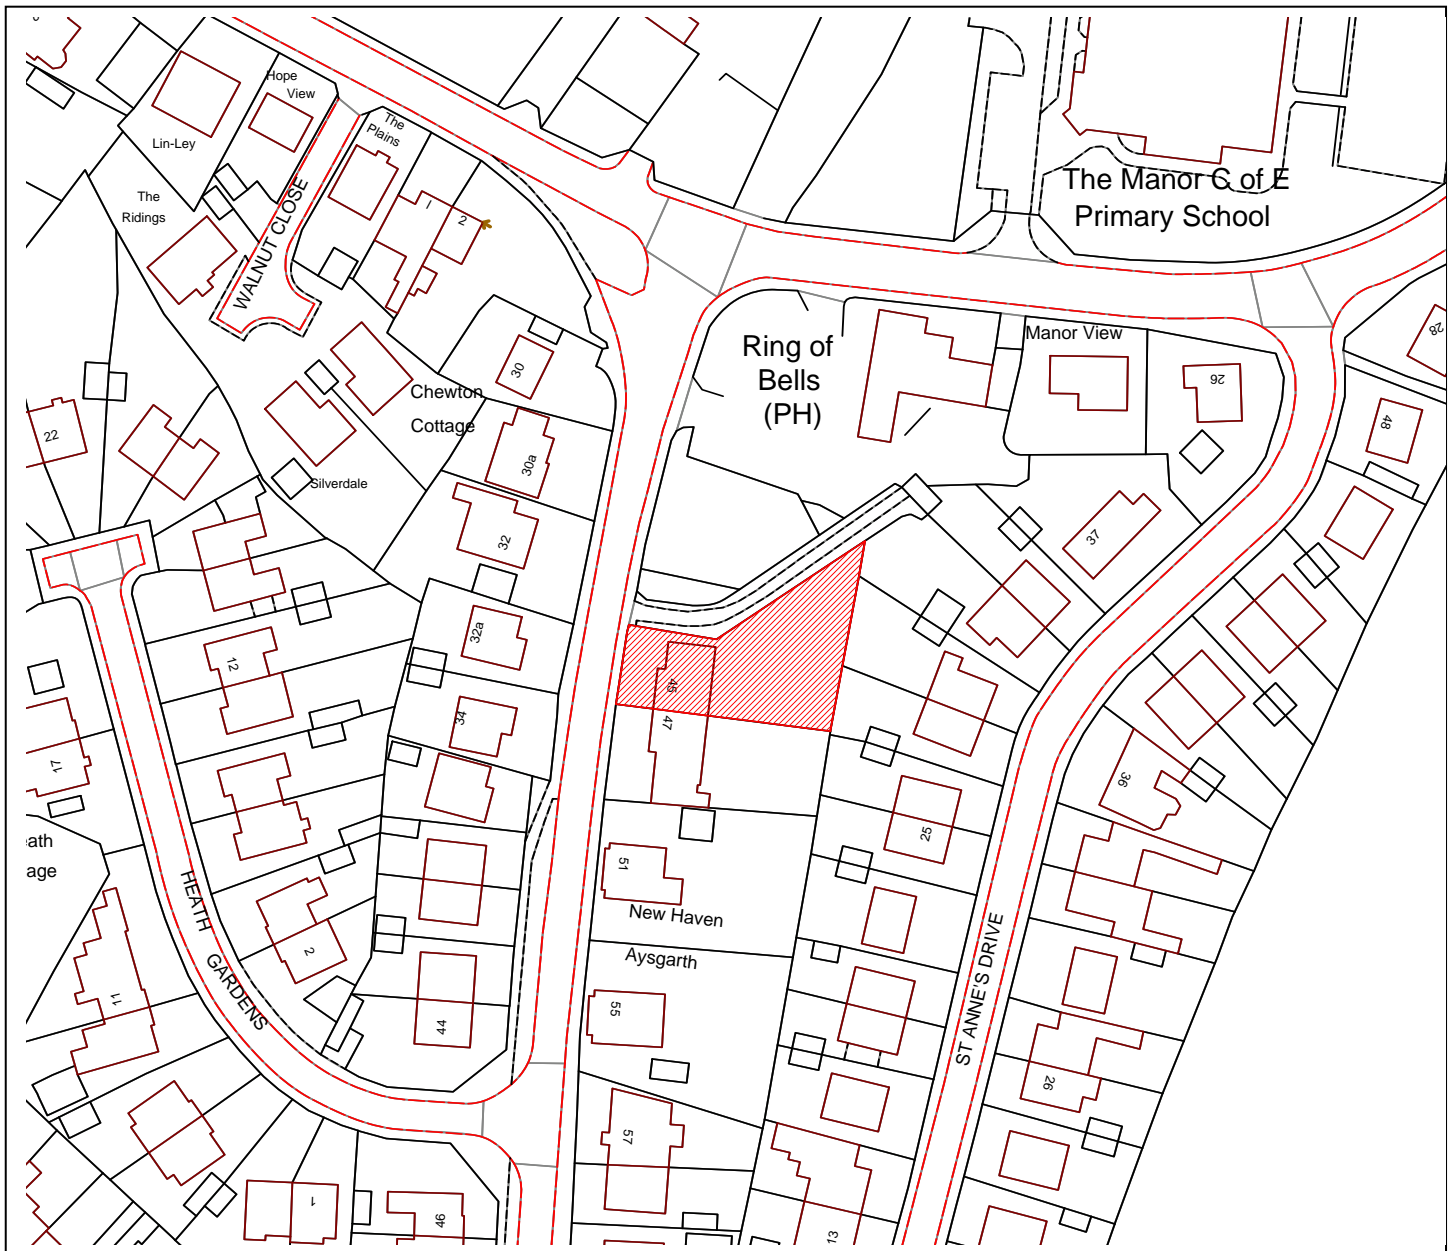 Hope
View
The
Plains
Lin-Ley
The
Ridings
WALNUT CLOSE
1
2
The Manor C of E
Primary School
Ring of
Bells
(PH)
Manor View
26
28
48
30
Chewton
Cottage
30a
22
Silverdale
32
37
32a
12
45
47
34
17
36
25
eath
age
51
New Haven
HEATH
GARDENS
2
Aysgarth
11
55
44
ST ANNE'S DRIVE
26
57
1
46
13